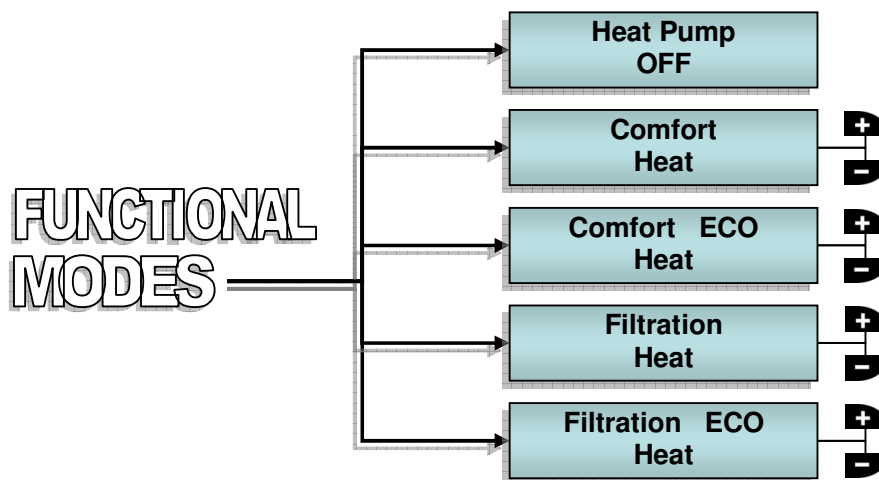 Heat Pump
OFF
Comfort
Heat
+
-
FUNCTIONAL
MODES
Comfort ECO
Heat
+
-
Filtration
Heat
+
-
Filtration ECO
Heat
+
-